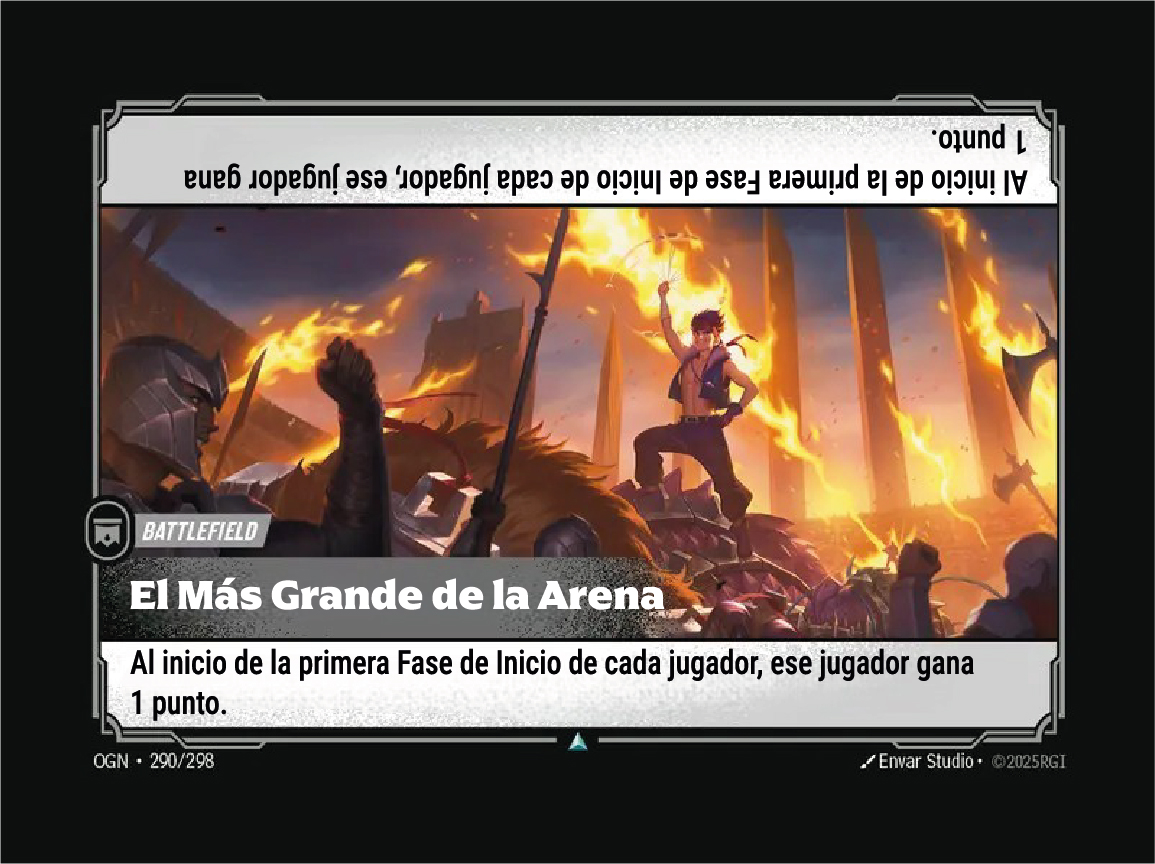 Al inicio de la primera Fase de Inicio de cada jugador, ese jugador gana
1 punto.
BATTLEFIELD
El Más Grande de la Arena
Al inicio de la primera Fase de Inicio de cada jugador, ese jugador gana
1 punto.
OGN • 290/298
Envar Studio • ©2025RGI